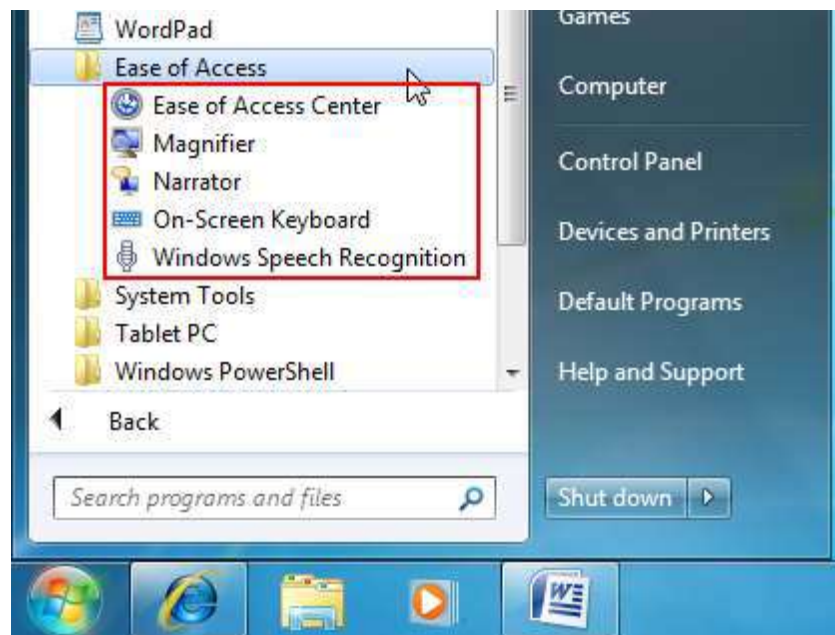 WordPad
Ease of Access
Ease of Access Center
Magnifier
Narrator
On-Screen Keyboard
Windows Speech Recognition
System Tools
Tablet PC
Windows PowerShell
Back
Search programs and files
Games
Computer
Control Panel
Devices and Printers
Default Programs
Help and Support
Shut down
W